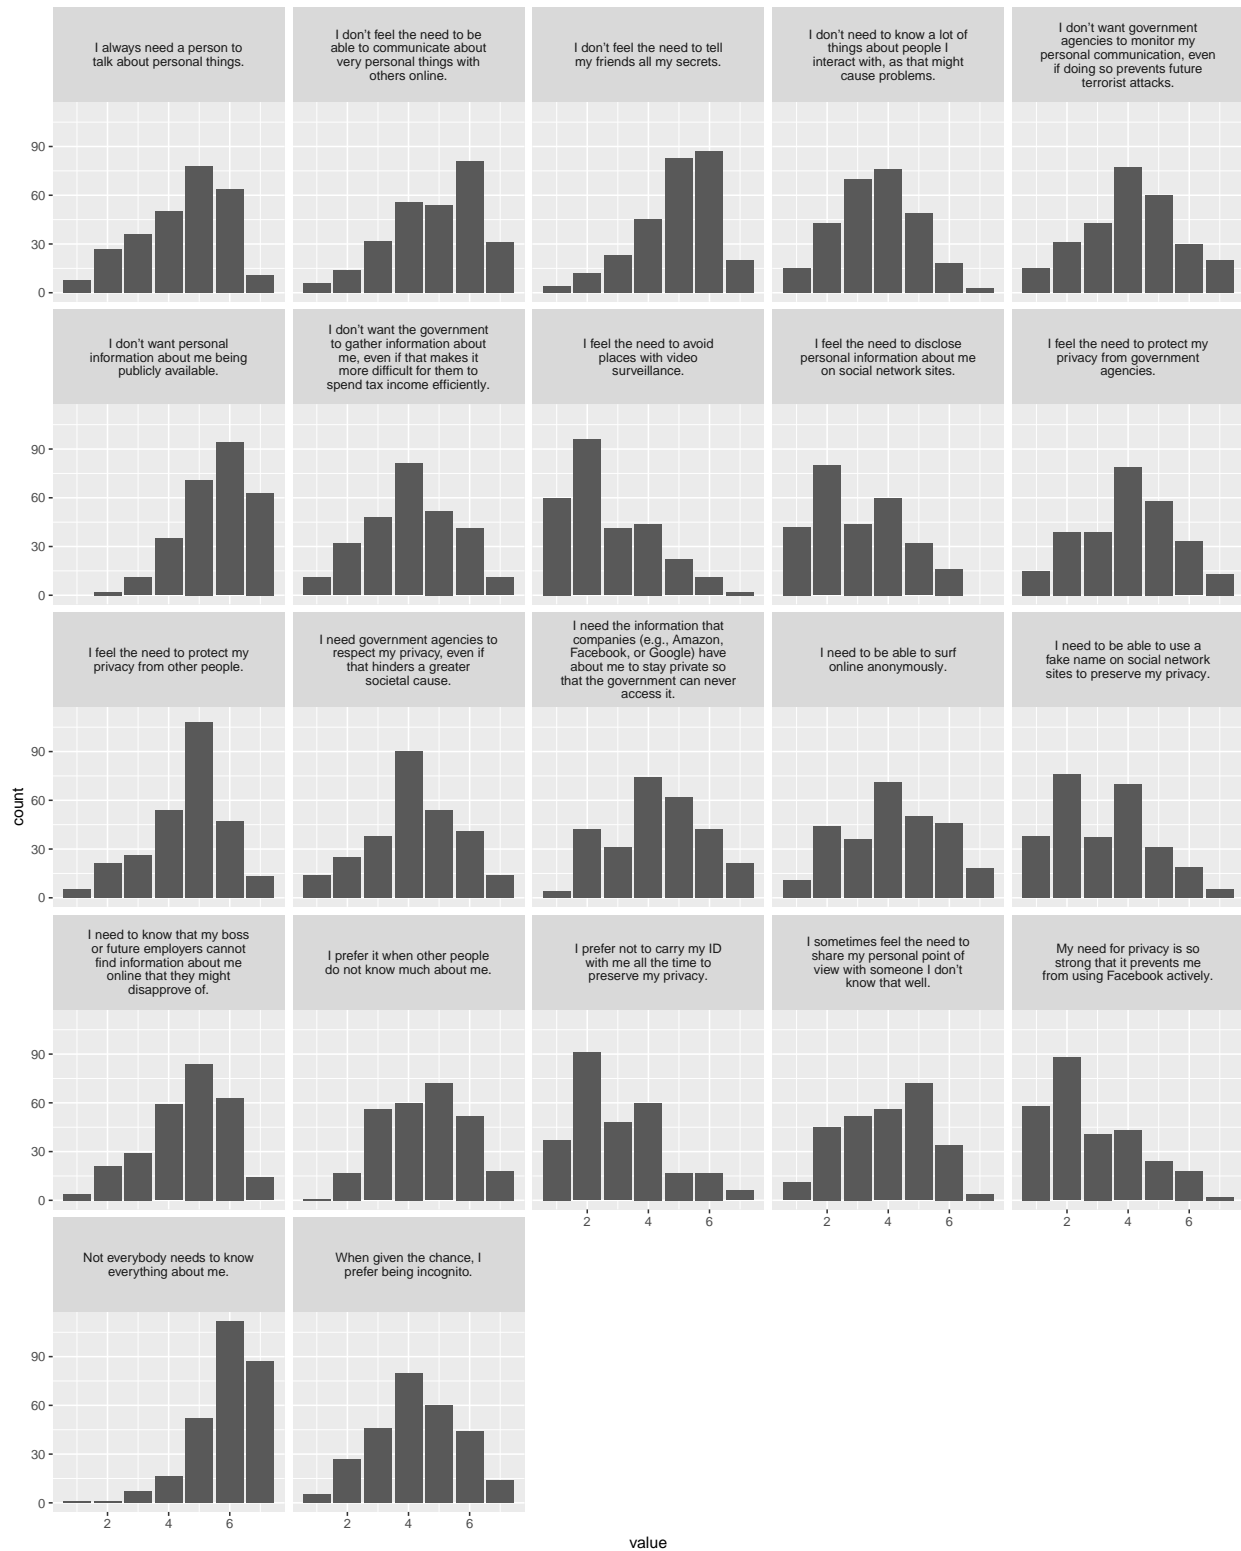 I always need a person to
talk about personal things.
I don't feel the need to be
able to communicate about
very personal things with
others online.
I don't feel the need to tell
my friends all my secrets.
I don't need to know a lot of
things about people I
interact with, as that might
cause problems.
I don't want government
agencies to monitor my
personal communication, even
if doing so prevents future
terrorist attacks.
90
60
30
0
I don't want personal
information about me being
publicly available.
I don't want the government
to gather information about
me, even if that makes it
more difficult for them to
spend tax income efficiently.
I feel the need to avoid
places with video
surveillance.
I feel the need to disclose
personal information about me
on social network sites.
I feel the need to protect my
privacy from government
agencies.
90
60
30
0
I feel the need to protect my
privacy from other people.
I need government agencies to
respect my privacy, even if
that hinders a greater
societal cause.
I need the information that
companies (e.g., Amazon,
Facebook, or Google) have
about me to stay private so
that the government can never
access it.
I need to be able to surf
online anonymously.
I need to be able to use a
fake name on social network
sites to preserve my privacy.
90
60
30
0
count
I need to know that my boss
or future employers cannot
find information about me
online that they might
disapprove of.
I prefer it when other people
do not know much about me.
I prefer not to carry my ID
with me all the time to
preserve my privacy.
I sometimes feel the need to
share my personal point of
view with someone I don't
know that well.
My need for privacy is so
strong that it prevents me
from using Facebook actively.
90
60
30
0
2 4 6
2 4 6
2 4 6
Not everybody needs to know
everything about me.
When given the chance, I
prefer being incognito.
90
60
30
0
2 4 6
2 4 6
value